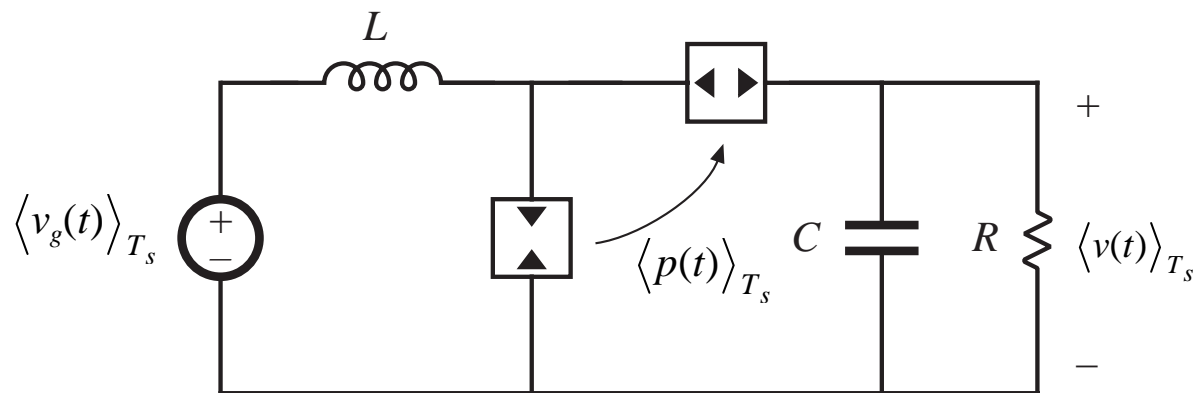 L
+
⟨v_g(t)⟩_{T_s}
+
−
⟨p(t)⟩_{T_s}
C
R
⟨v(t)⟩_{T_s}
−